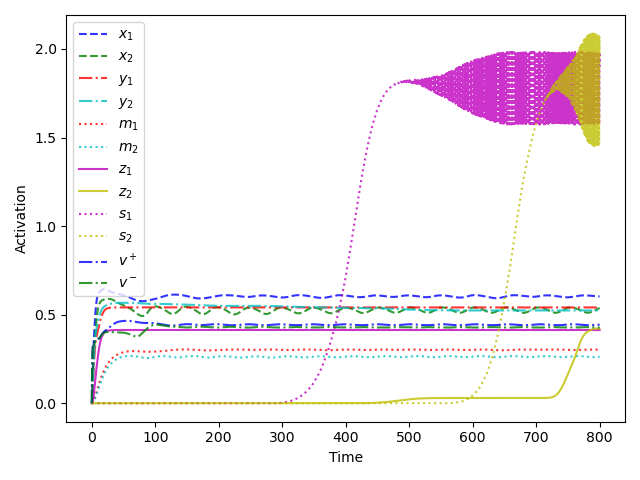 2.0
1.5
1.0
0.5
0.0
Activation
x₁
x₂
y₁
y₂
m₁
m₂
z₁
z₂
s₁
s₂
v⁺
v⁻
0 100 200 300 400 500 600 700 800
Time